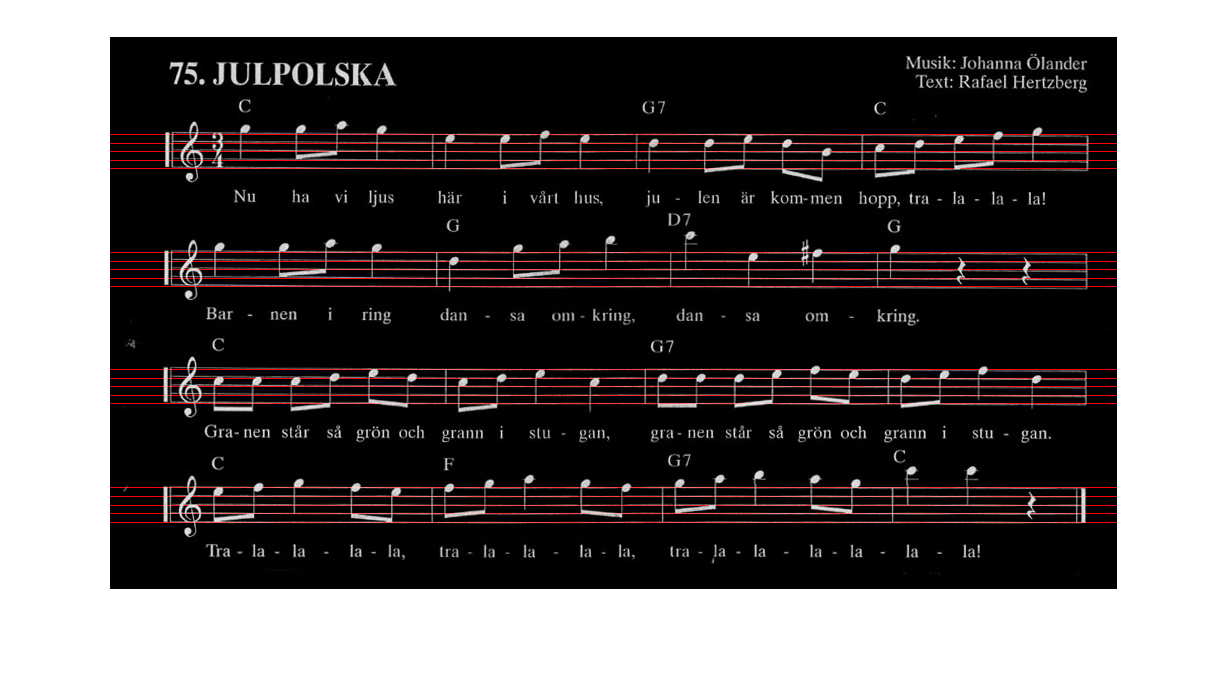 75. JULPOLSKA
Musik: Johanna Ölander
Text: Rafael Hertzberg
C G7 C
3
4
Nu ha vi ljus här i vårt hus, ju - len är kom-men hopp, tra - la - la - la!
G D7 G
Bar - nen i ring dan - sa om - kring, dan - sa om - kring.
C G7
Gra-nen står så grön och grann i stu - gan, gra-nen står så grön och grann i stu - gan.
C F G7 C
Tra - la - la - la - la, tra - la - la - la - la, tra - la - la - la - la - la - la!